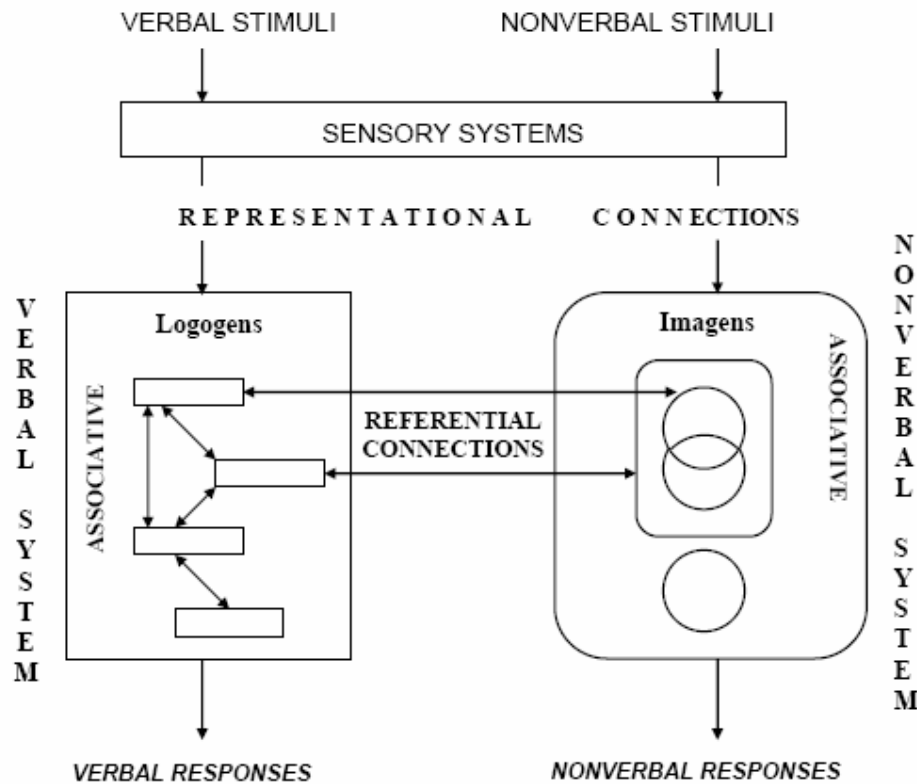 VERBAL STIMULI NONVERBAL STIMULI
SENSORY SYSTEMS
REPRESENTATIONAL CONNECTIONS
VERBAL SYSTEM
Logogens
ASSOCIATIVE
REFERENTIAL
CONNECTIONS
Imagens
ASSOCIATIVE
NONVERBAL SYSTEM
VERBAL RESPONSES NONVERBAL RESPONSES